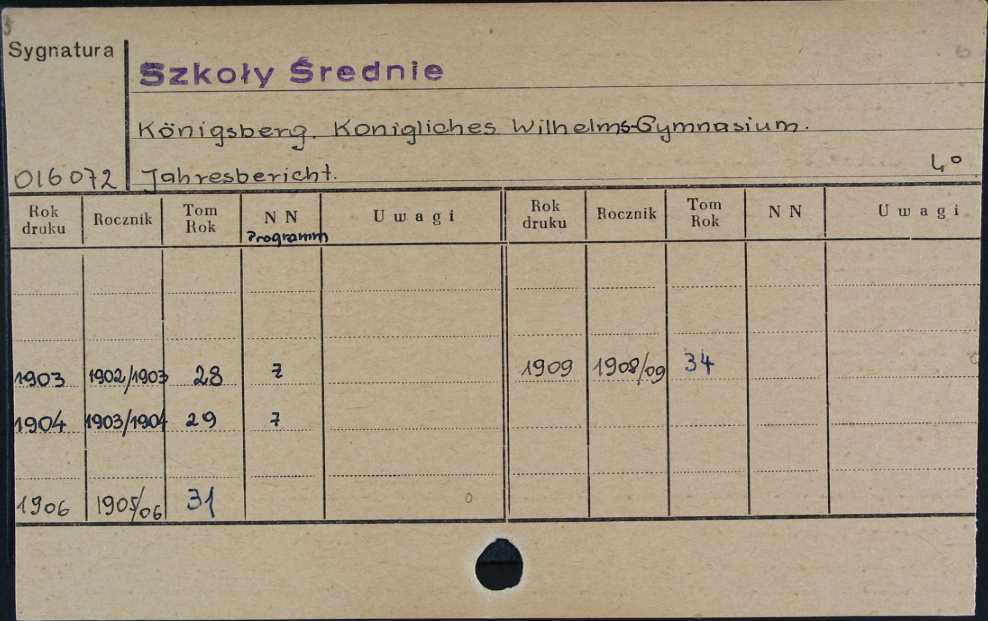 Sygnatura
Szkoły Średnie
Königsberg. Konigliches Wilhelms-Gymnasium.
016072 Jahresbericht. 4°
Rok druku Rocznik Tom Rok NN Programm Uwagi Rok druku Rocznik Tom Rok NN Uwagi
1903 1902/1903 28 7 1909 1908/09 34
1904 1903/1904 29 7
1906 1905/06 31